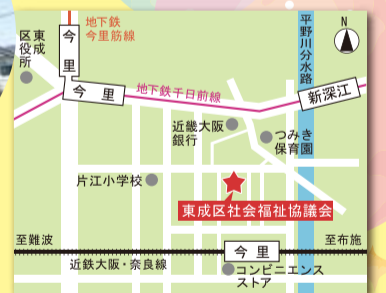 地下鉄
今里筋線
東成
区役所
今里
平野川分水路
N
今里
地下鉄千日前線
新深江
近畿大阪
銀行
つみき
保育園
片江小学校
東成区社会福祉協議会
至難波
今里
至布施
近鉄大阪・奈良線
コンビニエンス
ストア